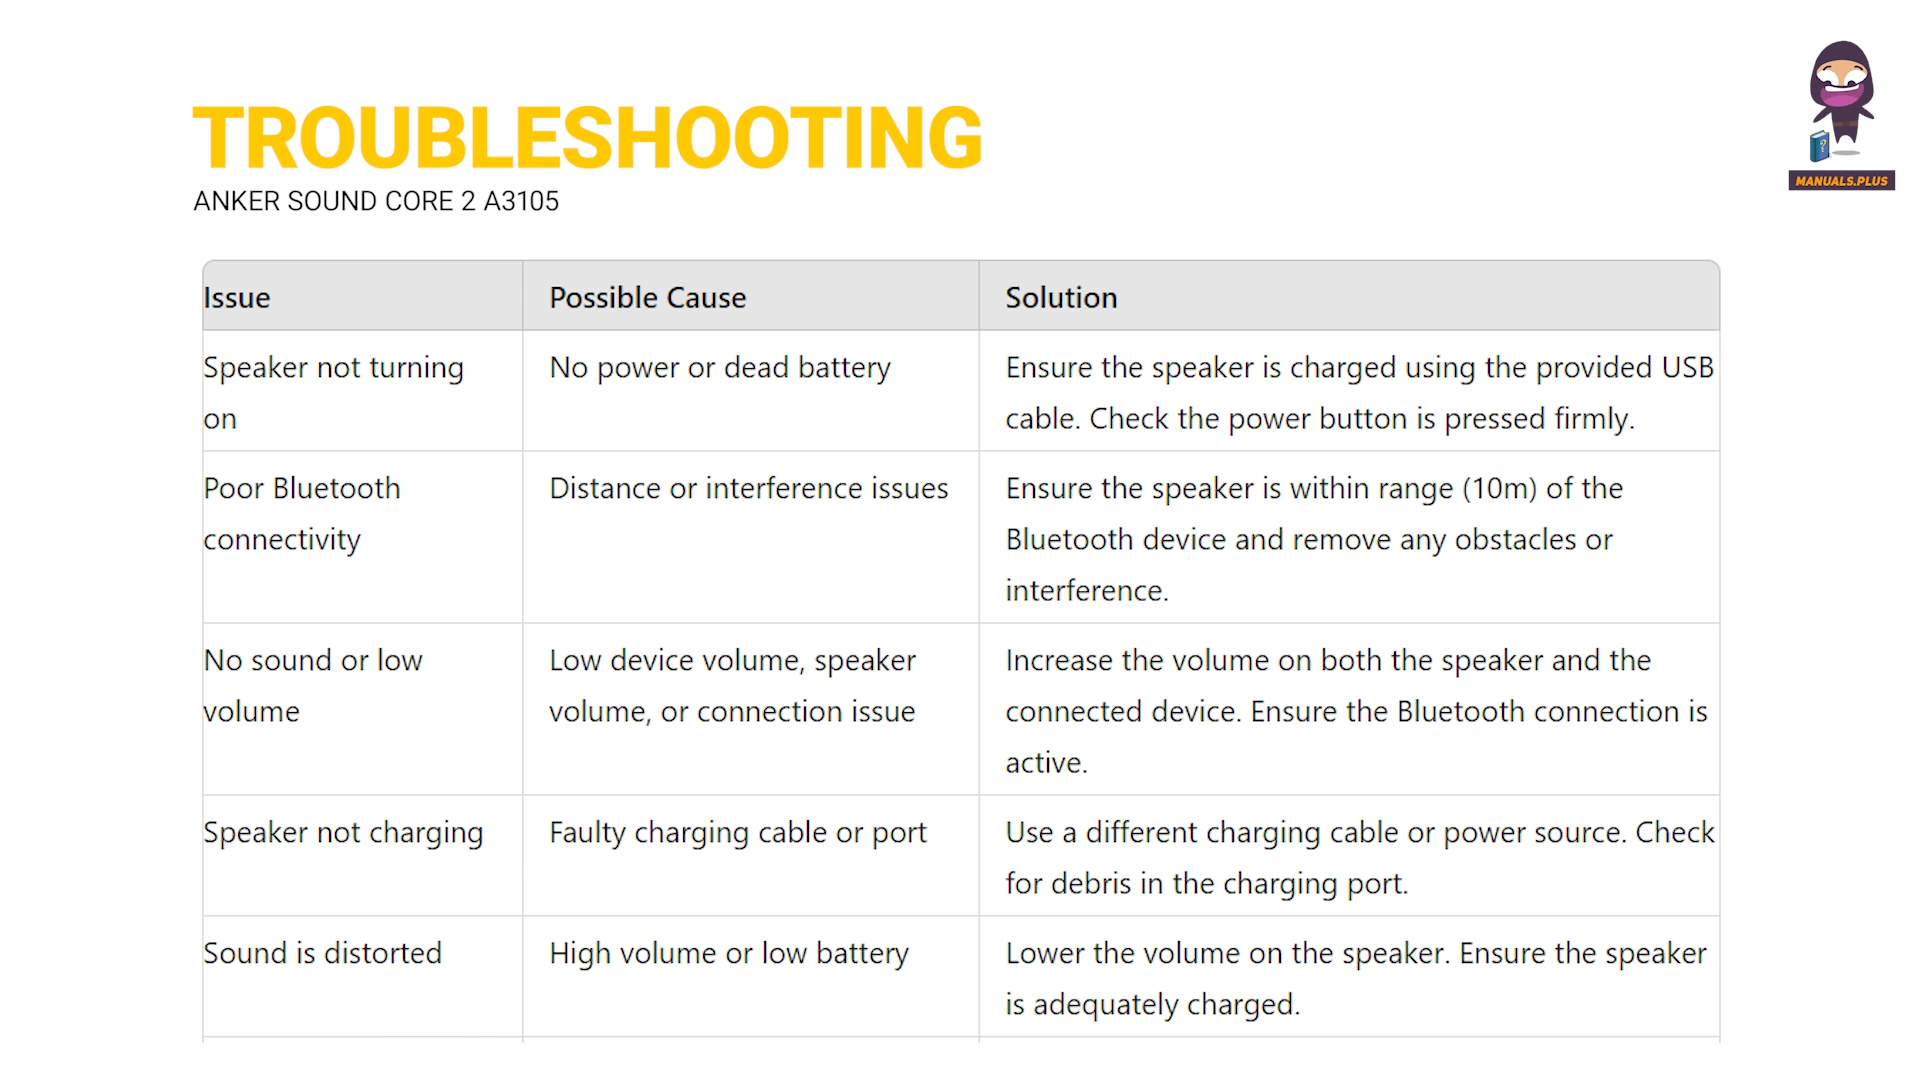 TROUBLESHOOTING
ANKER SOUND CORE 2 A3105
MANUALS.PLUS
Issue
Possible Cause
Solution
Speaker not turning
on
No power or dead battery
Ensure the speaker is charged using the provided USB
cable. Check the power button is pressed firmly.
Poor Bluetooth
connectivity
Distance or interference issues
Ensure the speaker is within range (10m) of the
Bluetooth device and remove any obstacles or
interference.
No sound or low
volume
Low device volume, speaker
volume, or connection issue
Increase the volume on both the speaker and the
connected device. Ensure the Bluetooth connection is
active.
Speaker not charging
Faulty charging cable or port
Use a different charging cable or power source. Check
for debris in the charging port.
Sound is distorted
High volume or low battery
Lower the volume on the speaker. Ensure the speaker
is adequately charged.